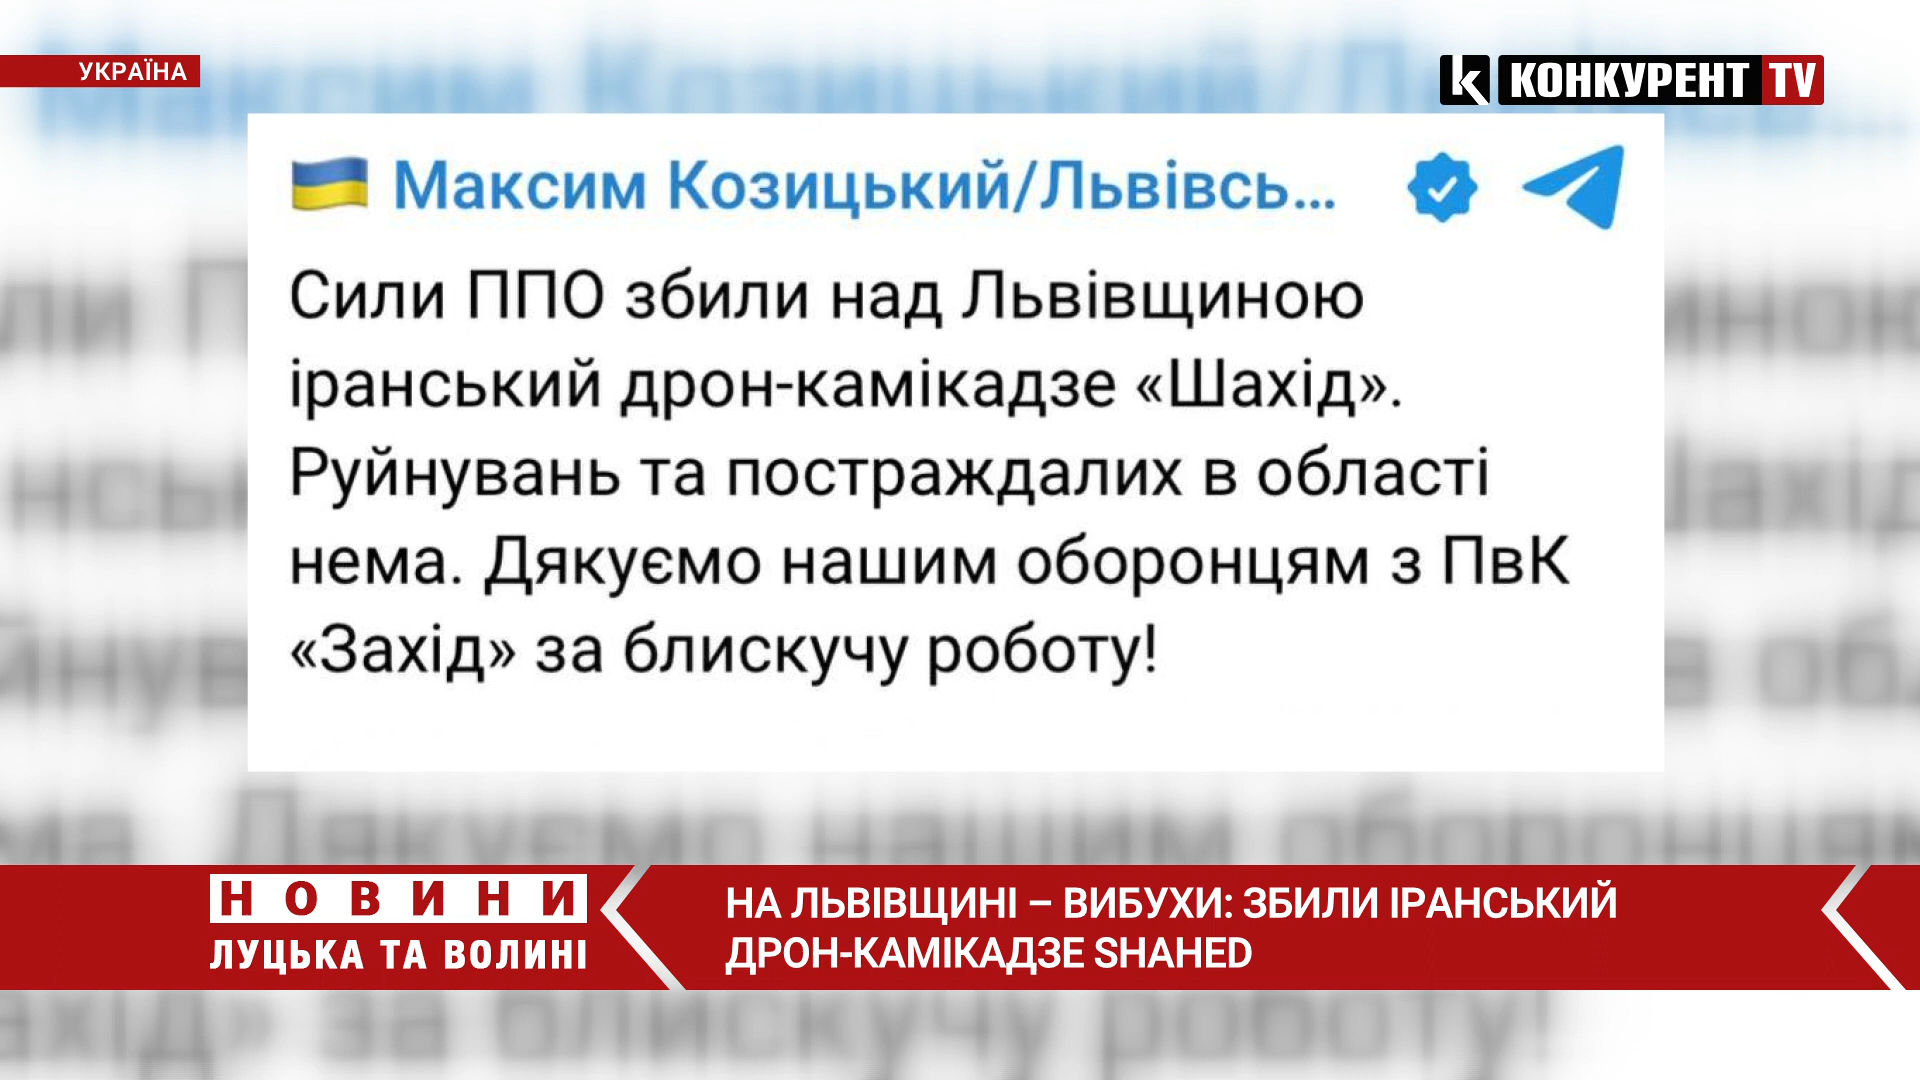 УКРАЇНА
КОНКУРЕНТ TV
Максим Козицький/Львівсь...
Сили ППО збили над Львівщиною
іранський дрон-камікадзе «Шахід».
Руйнувань та постраждалих в області
нема. Дякуємо нашим оборонцям з ПвК
«Захід» за блискучу роботу!
НОВИНИ
ЛУЦЬКА ТА ВОЛИНІ
НА ЛЬВІВЩИНІ – ВИБУХИ: ЗБИЛИ ІРАНСЬКИЙ
ДРОН-КАМІКАДЗЕ SHAHED